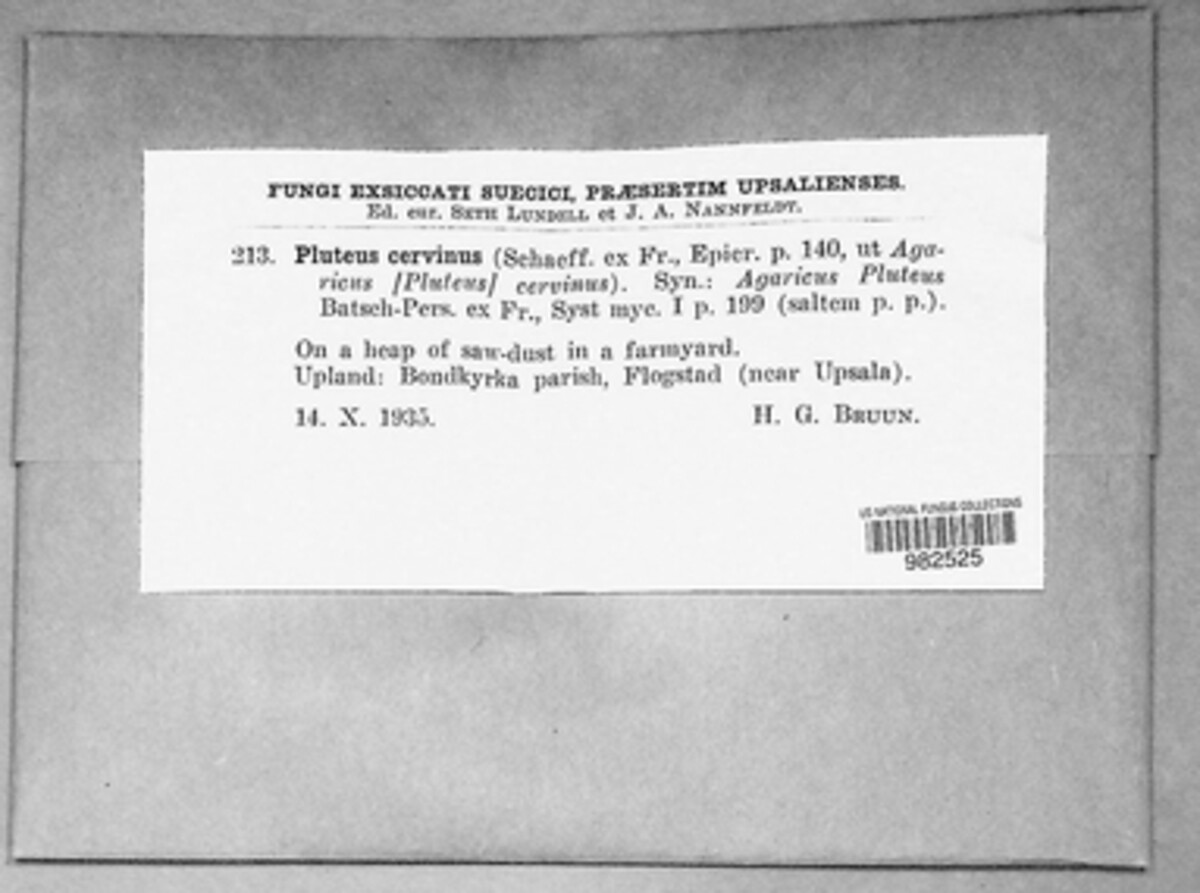 FUNGI EXSICCATI SUECICI, PRÆSERTIM UPSALIENSES.
Ed. cur. SETH LUNDELL et J. A. NANNFELDT.
213. Pluteus cervinus (Schaeff. ex Fr., Epicr. p. 140, ut Aga-
ricus [Pluteus] cervinus). Syn.: Agaricus Pluteus
Batsch-Pers. ex Fr., Syst myc. I p. 199 (saltem p. p.).
On a heap of saw-dust in a farmyard.
Upland: Bondkyrka parish, Flogstad (near Upsala).
14. X. 1935. H. G. BRUUN.
US NATIONAL FUNGUS COLLECTIONS
982525